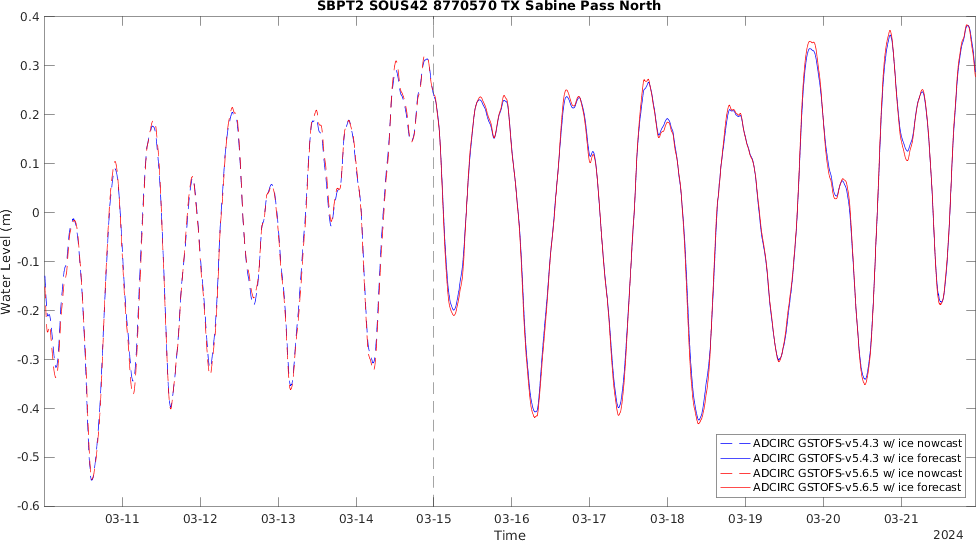 SBPT2 SOUS42 8770570 TX Sabine Pass North
0.4
0.3
0.2
0.1
0
-0.1
-0.2
-0.3
-0.4
-0.5
-0.6
Water Level (m)
03-11 03-12 03-13 03-14 03-15 03-16 03-17 03-18 03-19 03-20 03-21
Time
2024
ADCIRC GSTOFS-v5.4.3 w/ ice nowcast
ADCIRC GSTOFS-v5.4.3 w/ ice forecast
ADCIRC GSTOFS-v5.6.5 w/ ice nowcast
ADCIRC GSTOFS-v5.6.5 w/ ice forecast